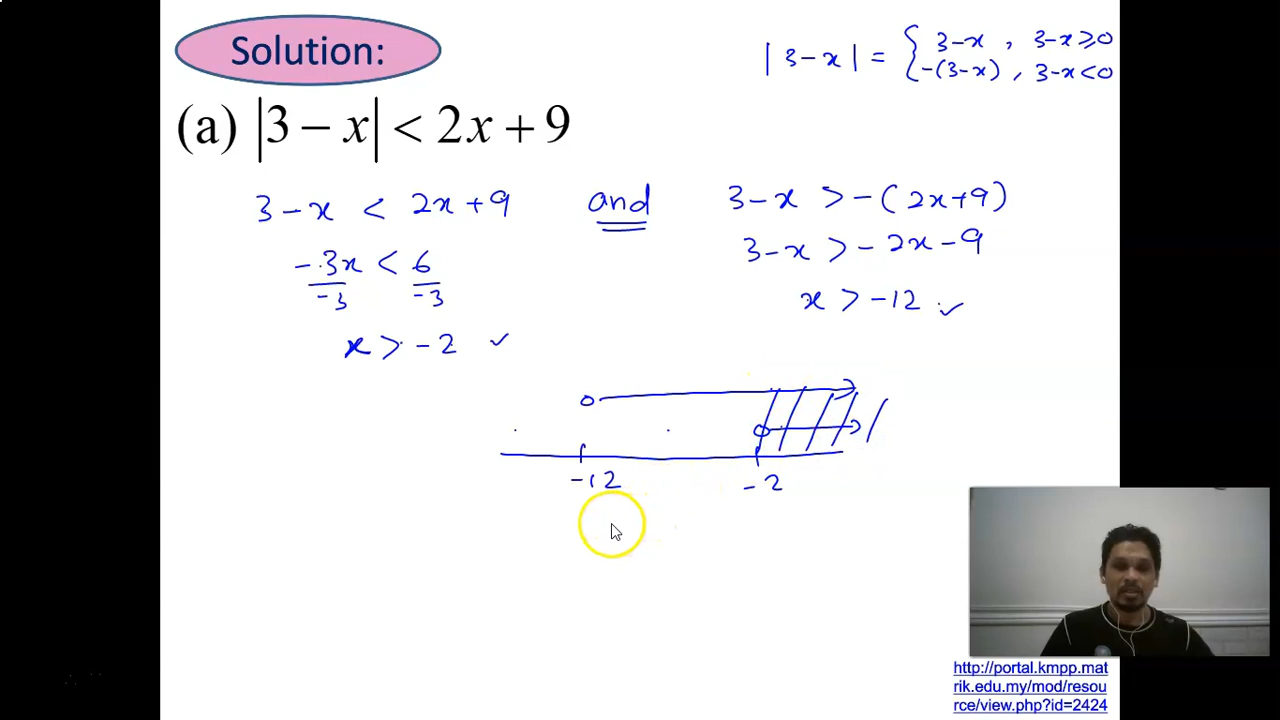 Solution:
|3-x| = { 3-x , 3-x≥0
-(3-x) , 3-x<0
(a) |3 − x| < 2x + 9
3-x < 2x+9 and 3-x > -(2x+9)
-3x < 6 3-x > -2x-9
-3 -3 x > -12 ✓
x > -2 ✓
-12 -2
http://portal.kmpp.mat
rik.edu.my/mod/resou
rce/view.php?id=2424